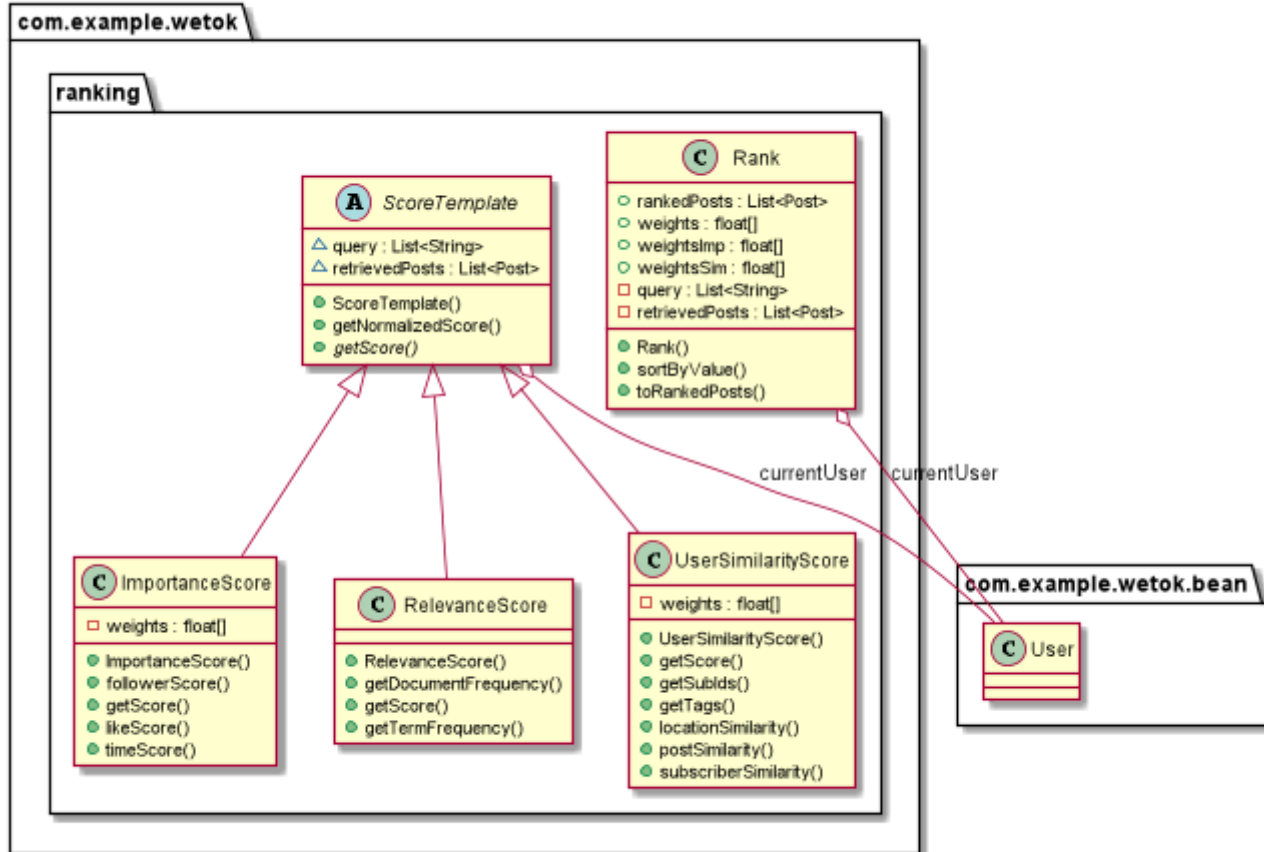 com.example.wetok
ranking
A ScoreTemplate
query : List<String>
retrievedPosts : List<Post>
ScoreTemplate()
getNormalizedScore()
getScore()
C Rank
rankedPosts : List<Post>
weights : float[]
weightsImp : float[]
weightsSim : float[]
query : List<String>
retrievedPosts : List<Post>
Rank()
sortByValue()
toRankedPosts()
currentUser
currentUser
C ImportanceScore
weights : float[]
ImportanceScore()
followerScore()
getScore()
likeScore()
timeScore()
C RelevanceScore
RelevanceScore()
getDocumentFrequency()
getScore()
getTermFrequency()
C UserSimilarityScore
weights : float[]
UserSimilarityScore()
getScore()
getSubIds()
getTags()
locationSimilarity()
postSimilarity()
subscriberSimilarity()
com.example.wetok.bean
C User